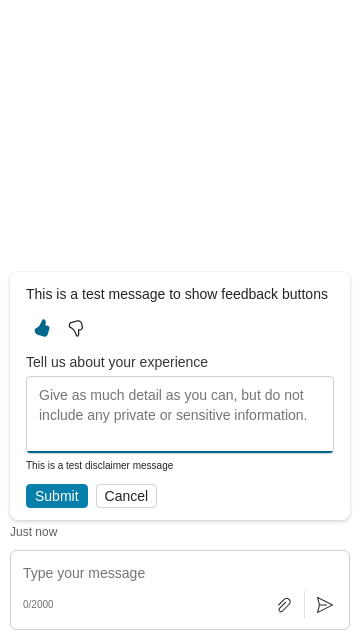 This is a test message to show feedback buttons
Tell us about your experience
Give as much detail as you can, but do not
include any private or sensitive information.
This is a test disclaimer message
Submit Cancel
Just now
Type your message
0/2000